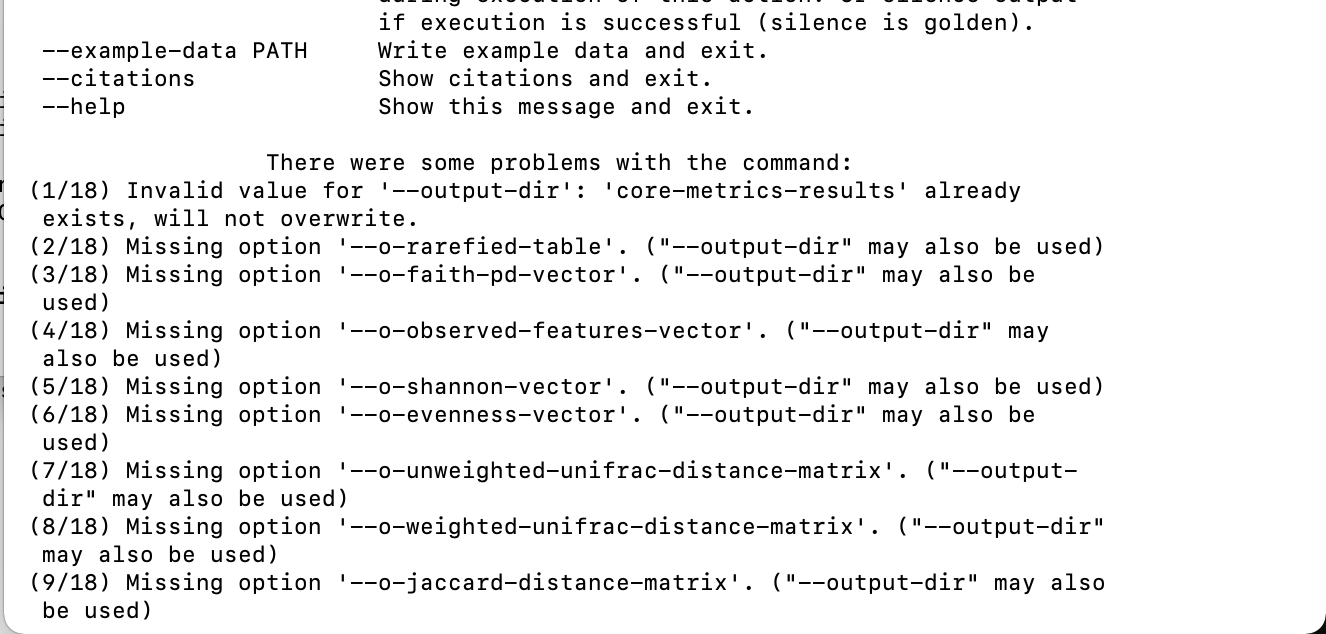 if execution is successful (silence is golden).
--example-data PATH Write example data and exit.
--citations Show citations and exit.
--help Show this message and exit.
There were some problems with the command:
(1/18) Invalid value for '--output-dir': 'core-metrics-results' already
exists, will not overwrite.
(2/18) Missing option '--o-rarefied-table'. ("--output-dir" may also be used)
(3/18) Missing option '--o-faith-pd-vector'. ("--output-dir" may also be
used)
(4/18) Missing option '--o-observed-features-vector'. ("--output-dir" may
also be used)
(5/18) Missing option '--o-shannon-vector'. ("--output-dir" may also be used)
(6/18) Missing option '--o-evenness-vector'. ("--output-dir" may also be
used)
(7/18) Missing option '--o-unweighted-unifrac-distance-matrix'. ("--output-
dir" may also be used)
(8/18) Missing option '--o-weighted-unifrac-distance-matrix'. ("--output-dir"
may also be used)
(9/18) Missing option '--o-jaccard-distance-matrix'. ("--output-dir" may also
be used)